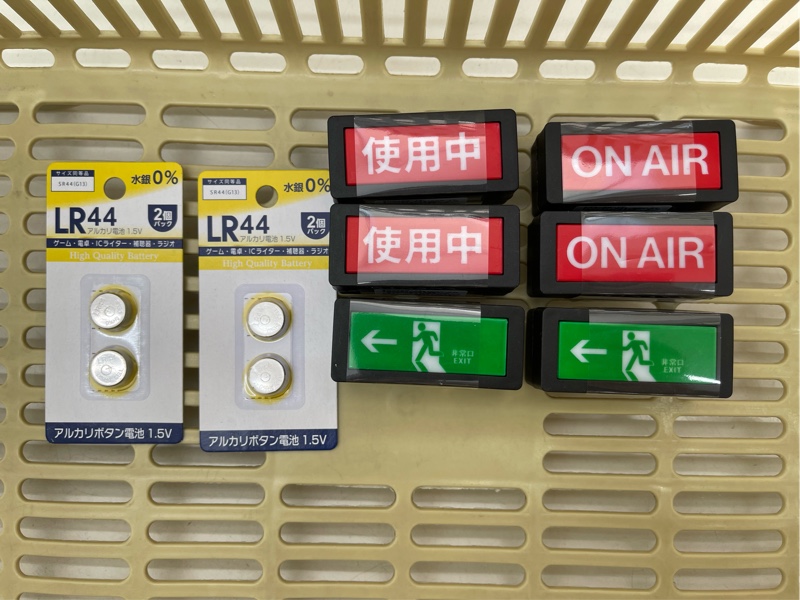 サイズ同等品
SR44(G13)
水銀0%
LR44
アルカリ電池 1.5V
2個
パック
ゲーム・電卓・ICライター・補聴器・ラジオ
High Quality Battery
アルカリボタン電池 1.5V
サイズ同等品
SR44(G13)
水銀0%
LR44
アルカリ電池 1.5V
2個
パック
ゲーム・電卓・ICライター・補聴器・ラジオ
High Quality Battery
アルカリボタン電池 1.5V
使用中
ON AIR
使用中
ON AIR
非常口
EXIT
非常口
EXIT